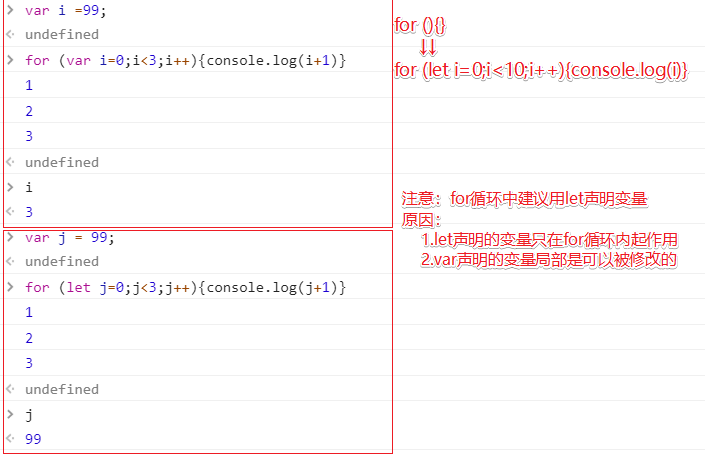 var i =99;
undefined
for (var i=0;i<3;i++){console.log(i+1)}
1
2
3
undefined
i
3
var j = 99;
undefined
for (let j=0;j<3;j++){console.log(j+1)}
1
2
3
undefined
j
99
for (){}
↓↓
for (let i=0;i<10;i++){console.log(i)}
注意：for循环中建议用let声明变量
原因：
1.let声明的变量只在for循环内起作用
2.var声明的变量局部是可以被修改的